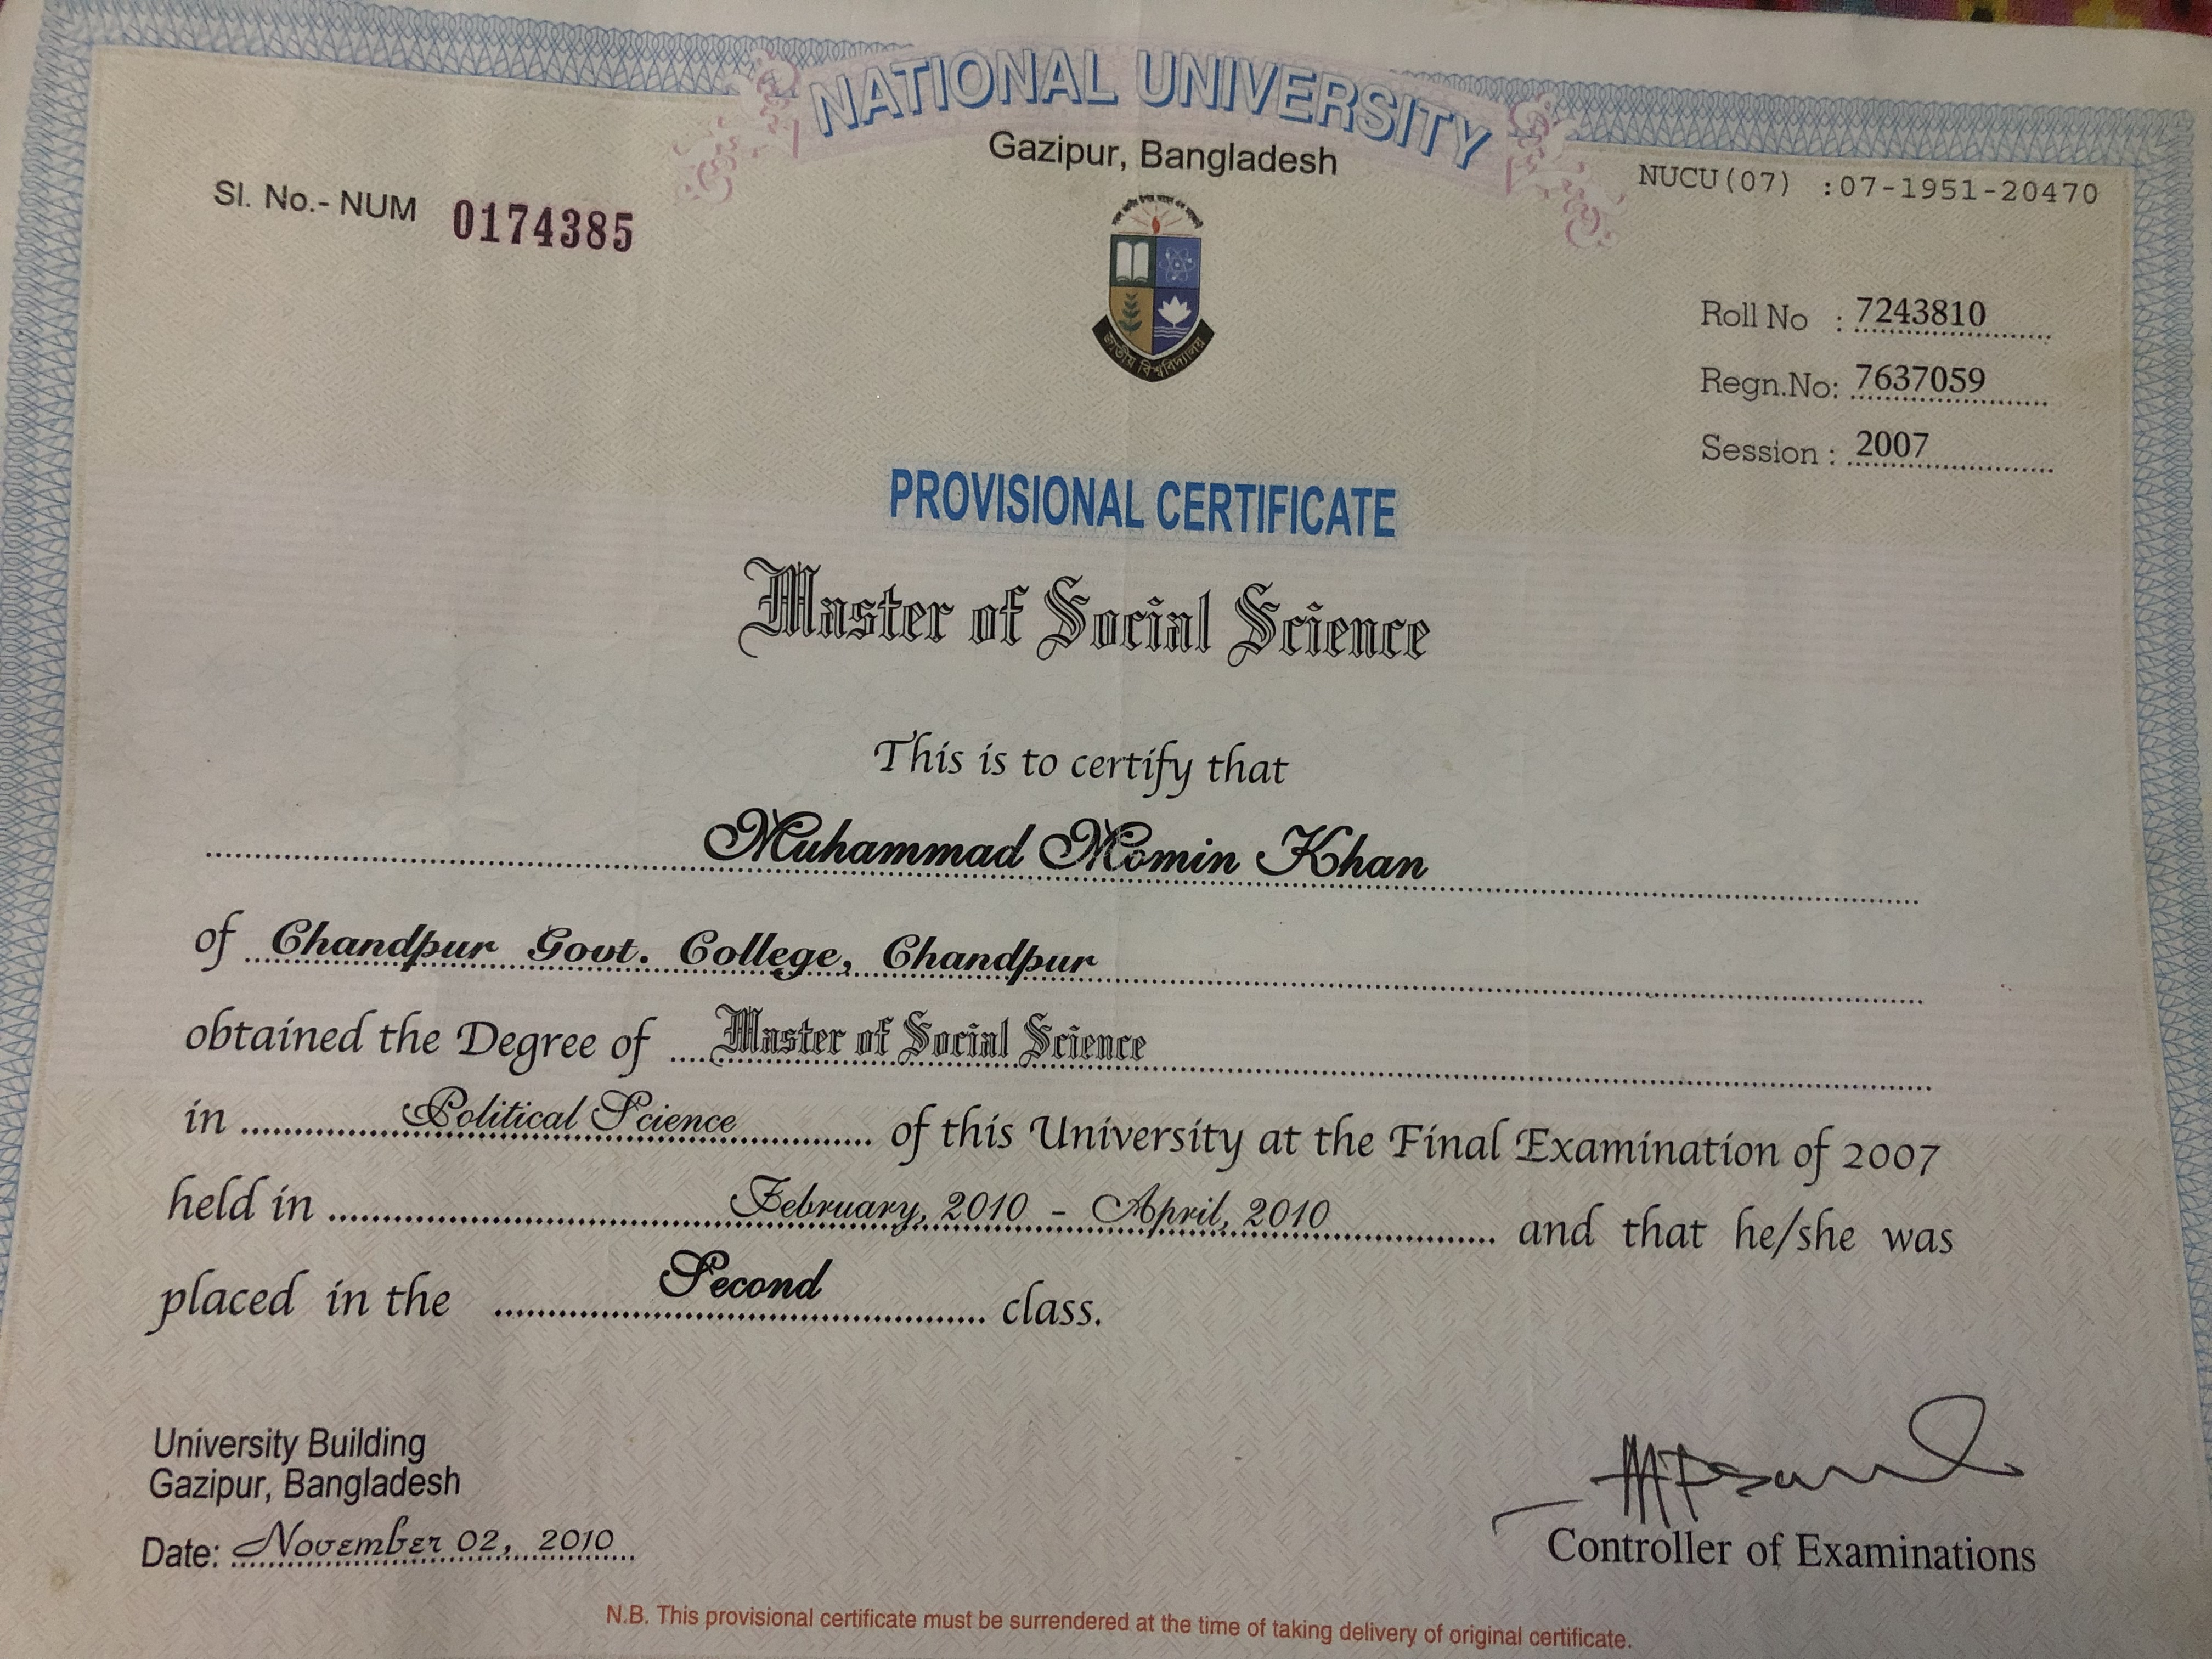 NATIONAL UNIVERSITY
Gazipur, Bangladesh
Sl. No.- NUM 0174385
NUCU(07) :07-1951-20470
Roll No : 7243810
Regn.No: 7637059
Session : 2007
PROVISIONAL CERTIFICATE
Master of Social Science
This is to certify that
Muhammad Momin Khan
of Chandpur Govt. College, Chandpur
obtained the Degree of Master of Social Science
in Political Science of this University at the Final Examination of 2007
held in February, 2010 - April, 2010 and that he/she was
placed in the Second class.
University Building
Gazipur, Bangladesh
Date: November 02, 2010
Controller of Examinations
N.B. This provisional certificate must be surrendered at the time of taking delivery of original certificate.